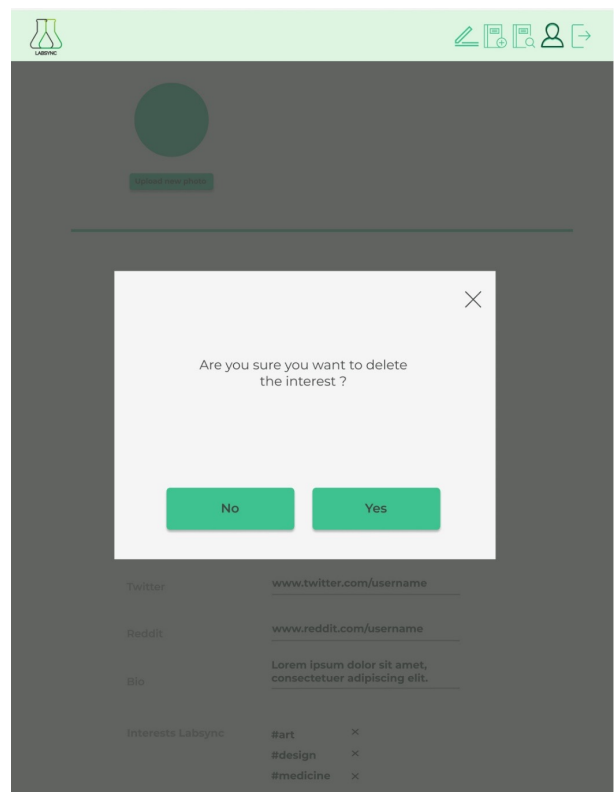 LABSYNC
Upload new photo
Are you sure you want to delete
the interest ?
No
Yes
Twitter
www.twitter.com/username
Reddit
www.reddit.com/username
Lorem ipsum dolor sit amet,
consectetuer adipiscing elit.
Bio
Interests Labsync
#art
#design
#medicine